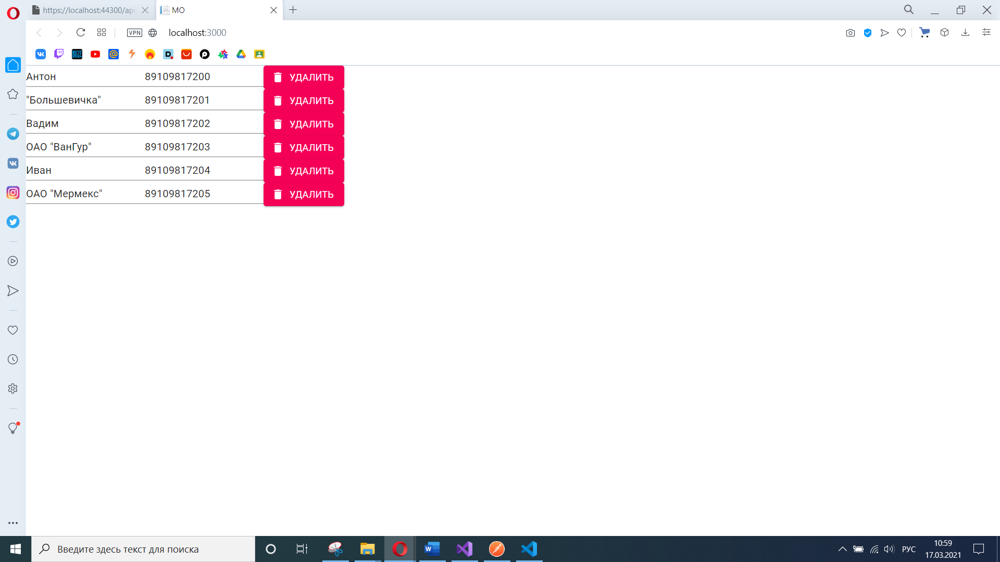 https://localhost:44300/api
МО
VPN
localhost:3000
Антон 89109817200 УДАЛИТЬ
"Большевичка" 89109817201 УДАЛИТЬ
Вадим 89109817202 УДАЛИТЬ
ОАО "ВанГур" 89109817203 УДАЛИТЬ
Иван 89109817204 УДАЛИТЬ
ОАО "Мермекс" 89109817205 УДАЛИТЬ
Введите здесь текст для поиска
РУС
10:59
17.03.2021